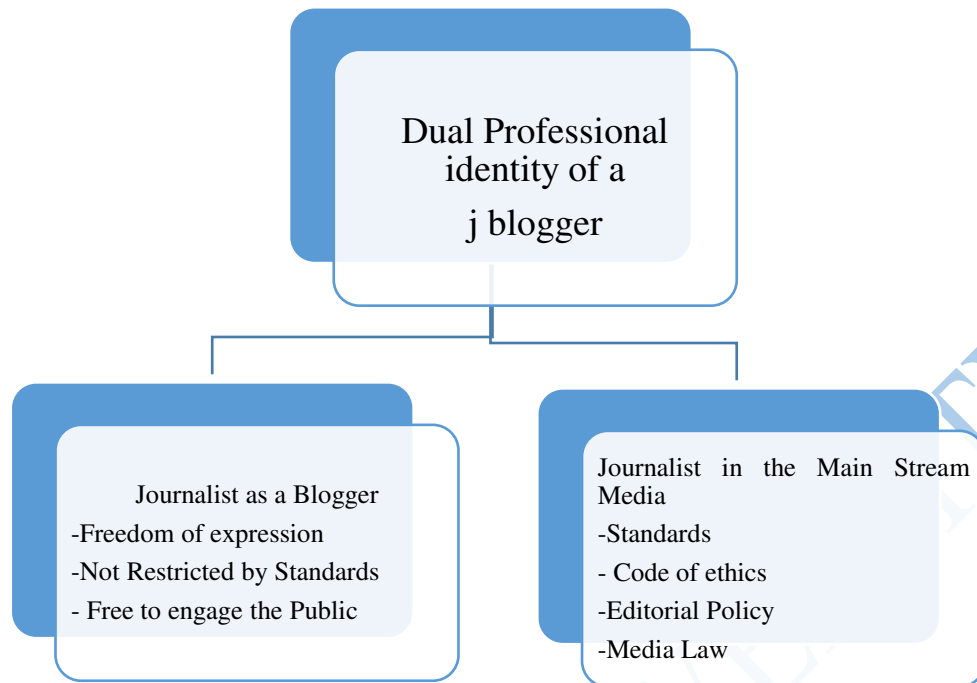 Dual Professional
identity of a
j blogger
Journalist as a Blogger
-Freedom of expression
-Not Restricted by Standards
- Free to engage the Public
Journalist in the Main Stream
Media
-Standards
- Code of ethics
-Editorial Policy
-Media Law